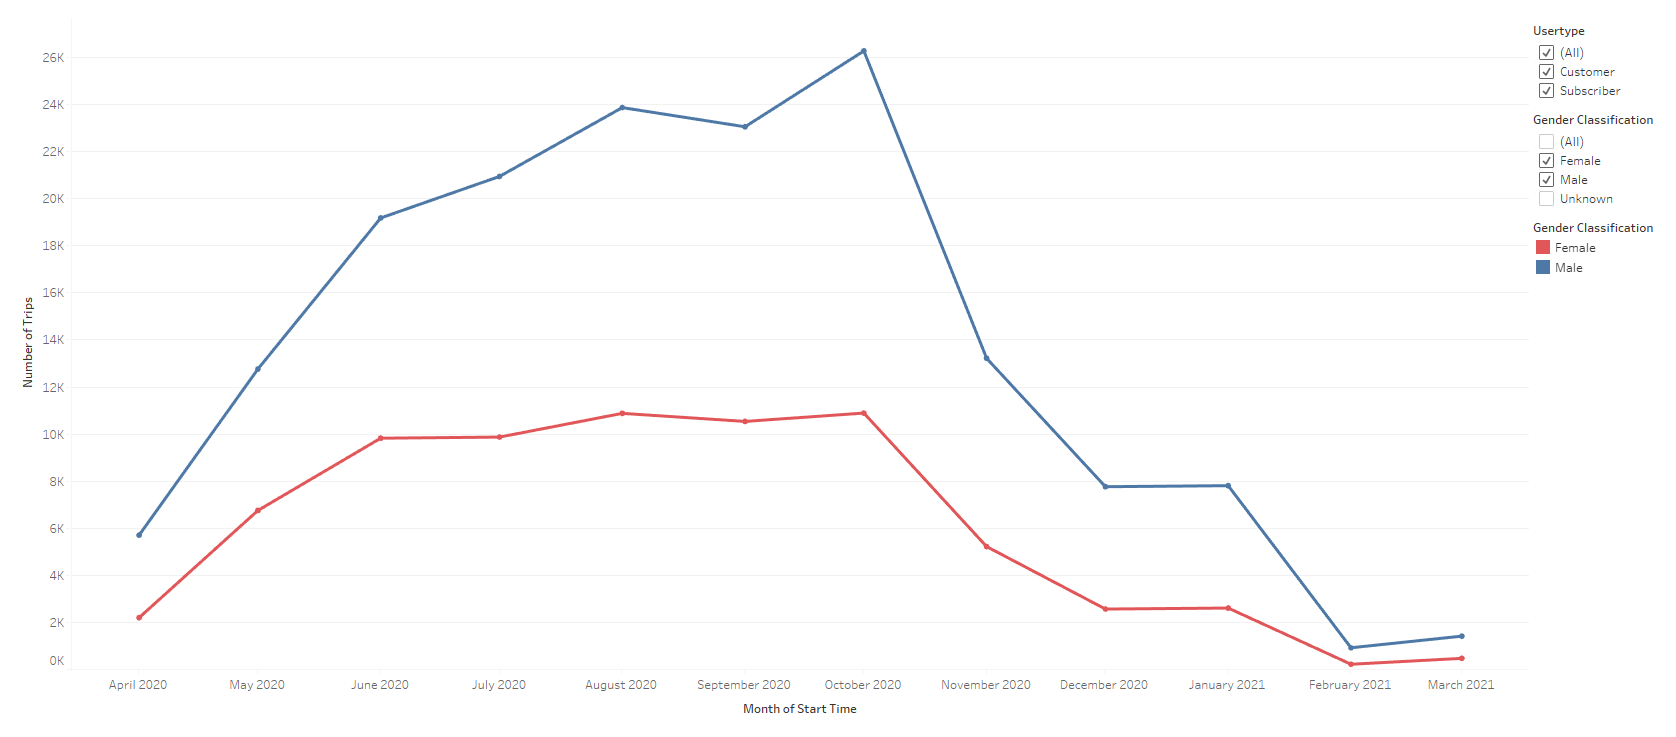 26K
24K
22K
20K
18K
16K
14K
12K
10K
8K
6K
4K
2K
0K
Number of Trips
April 2020 May 2020 June 2020 July 2020 August 2020 September 2020 October 2020 November 2020 December 2020 January 2021 February 2021 March 2021
Month of Start Time
Usertype
(All)
Customer
Subscriber
Gender Classification
(All)
Female
Male
Unknown
Gender Classification
Female
Male